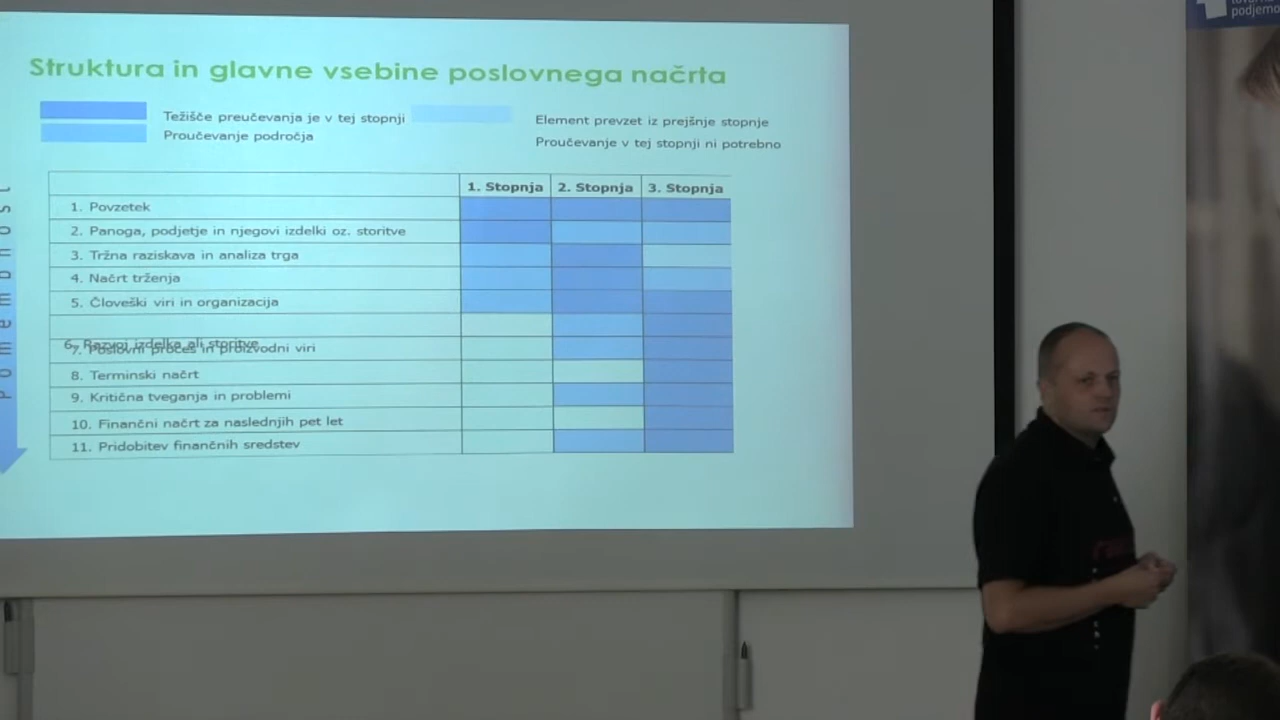 podjemo
Struktura in glavne vsebine poslovnega načrta
Težišče preučevanja je v tej stopnji
Element prevzet iz prejšnje stopnje
Proučevanje področja
Proučevanje v tej stopnji ni potrebno
Pomembnost
1. Stopnja 2. Stopnja 3. Stopnja
1. Povzetek
2. Panoga, podjetje in njegovi izdelki oz. storitve
3. Tržna raziskava in analiza trga
4. Načrt trženja
5. Človeški viri in organizacija
6. Razvoj izdelka ali storitve
7. Poslovni proces in proizvodni viri
8. Terminski načrt
9. Kritična tveganja in problemi
10. Finančni načrt za naslednjih pet let
11. Pridobitev finančnih sredstev